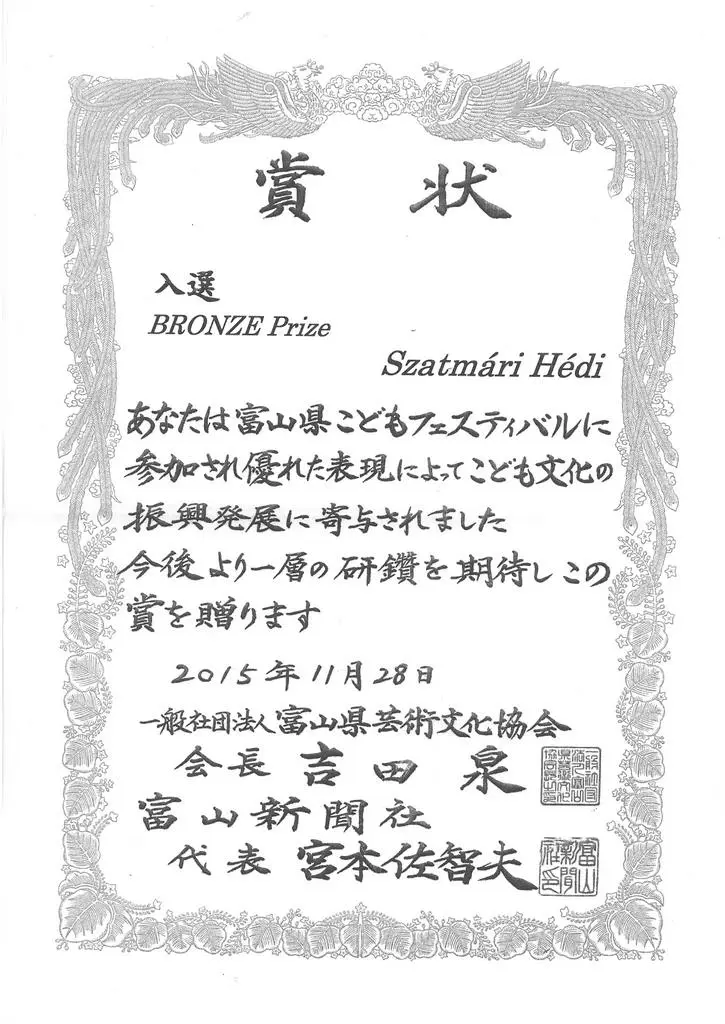 賞状
入選
BRONZE Prize
Szatmári Hédi
あなたは富山県こどもフェスティバルに
参加され優れた表現によってこども文化の
振興発展に寄与されました
今後より一層の研鑽を期待しこの
賞を贈ります
2015年11月28日
一般社団法人富山県芸術文化協会
会長 吉田 泉
富山新聞社
代表 宮本佐智夫
富山新聞社印